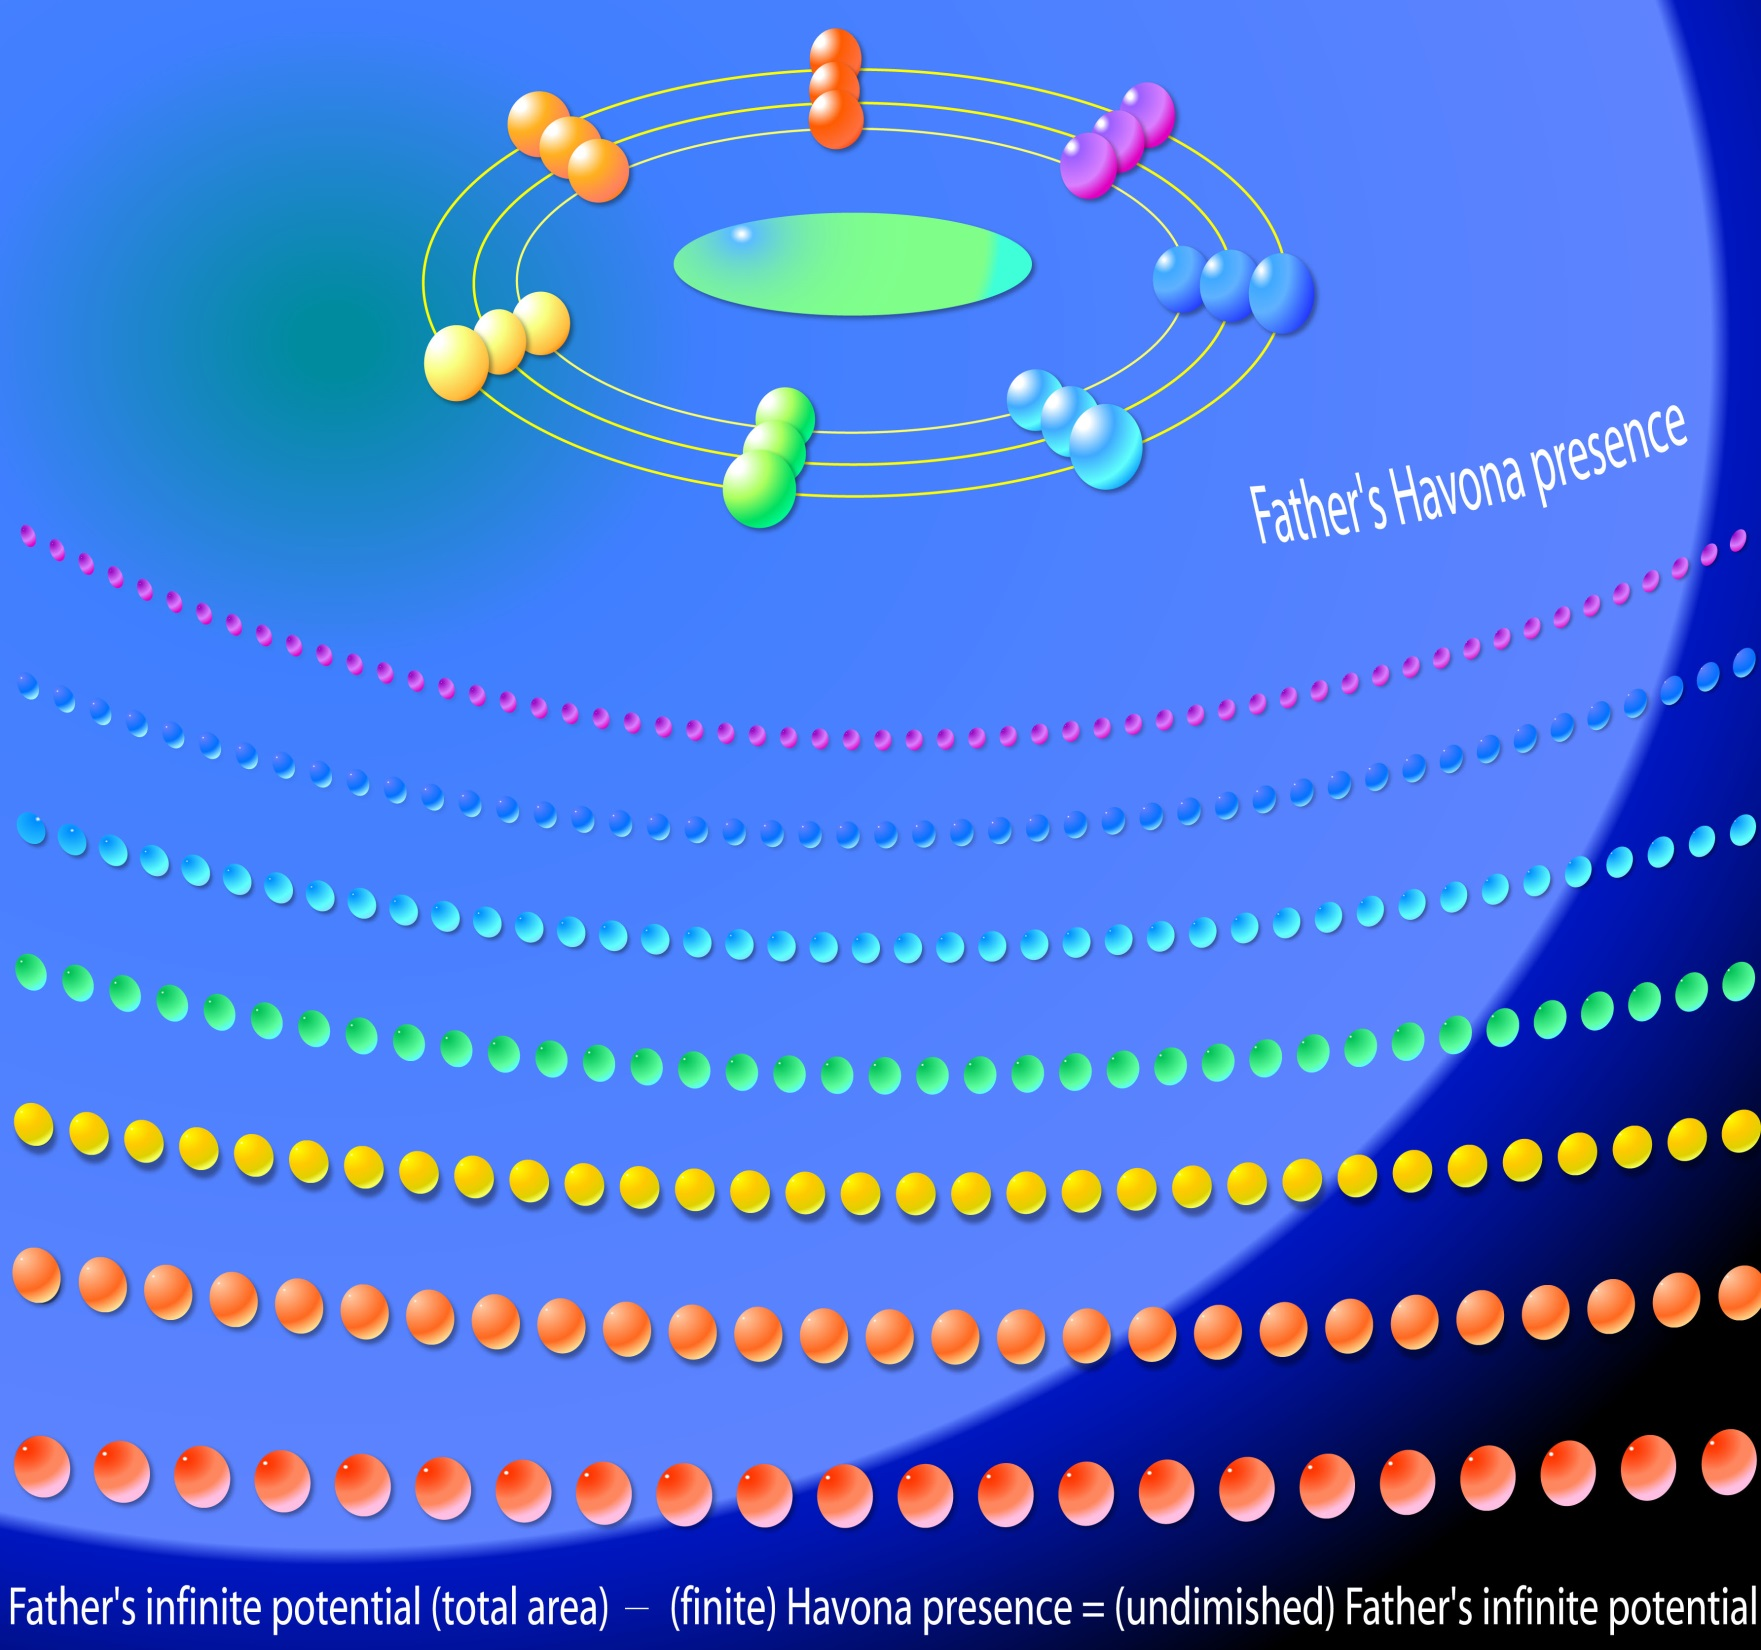 Father's Havona presence
Father's infinite potential (total area) – (finite) Havona presence = (undimished) Father's infinite potential